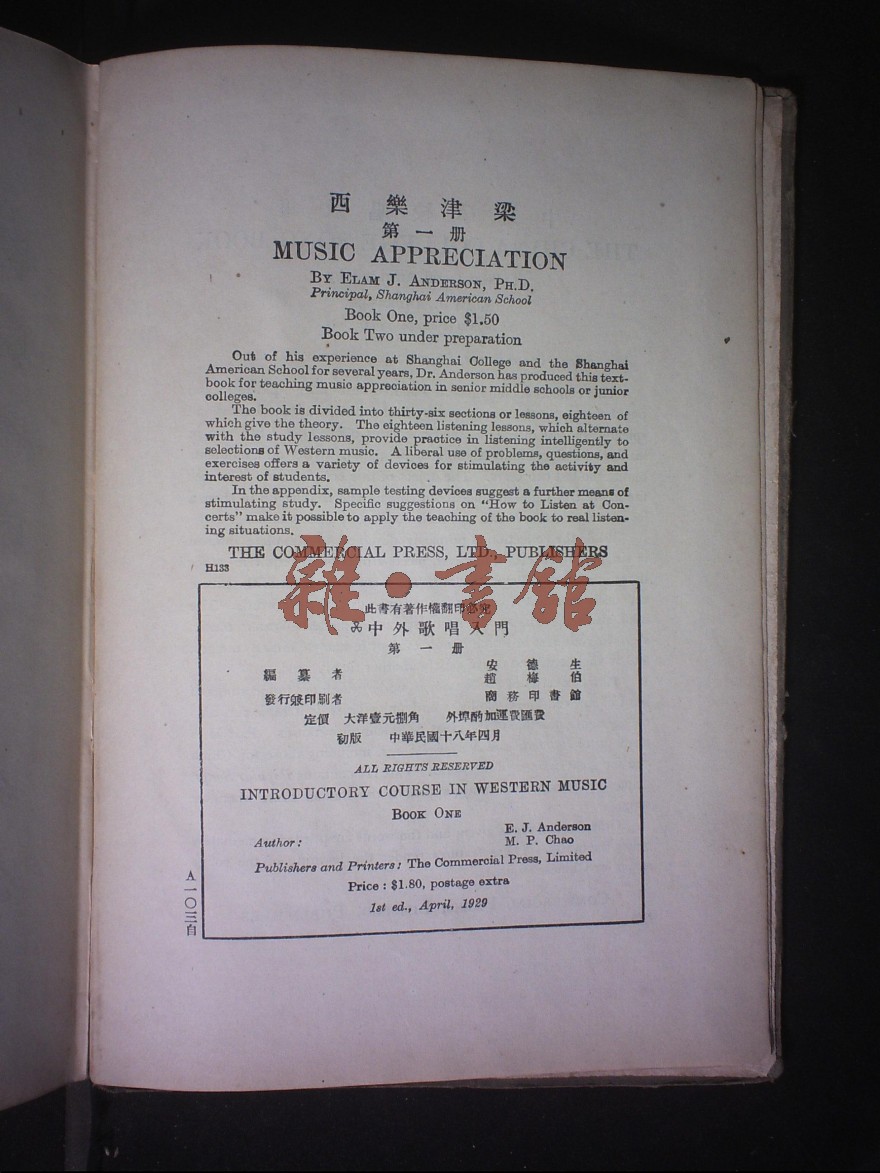 西樂津梁
第一册
MUSIC APPRECIATION
BY ELAM J. ANDERSON, PH.D.
Principal, Shanghai American School
Book One, price $1.50
Book Two under preparation
Out of his experience at Shanghai College and the Shanghai
American School for several years, Dr. Anderson has produced this text-
book for teaching music appreciation in senior middle schools or junior
colleges.
The book is divided into thirty-six sections or lessons, eighteen of
which give the theory. The eighteen listening lessons, which alternate
with the study lessons, provide practice in listening intelligently to
selections of Western music. A liberal use of problems, questions, and
exercises offers a variety of devices for stimulating the activity and
interest of students.
In the appendix, sample testing devices suggest a further means of
stimulating study. Specific suggestions on "How to Listen at Con-
certs" make it possible to apply the teaching of the book to real listen-
ing situations.
THE COMMERCIAL PRESS, LTD., PUBLISHERS
H133
雜·書館
此書有著作權翻印必究
中外歌唱入門
第一册
編纂者 安德生
趙梅伯
發行兼印刷者 商務印書館
定價 大洋壹元捌角 外埠酌加運費匯費
初版 中華民國十八年四月
ALL RIGHTS RESERVED
INTRODUCTORY COURSE IN WESTERN MUSIC
BOOK ONE
Author: E. J. Anderson
M. P. Chao
Publishers and Printers: The Commercial Press, Limited
Price: $1.80, postage extra
1st ed., April, 1929
A一〇三自